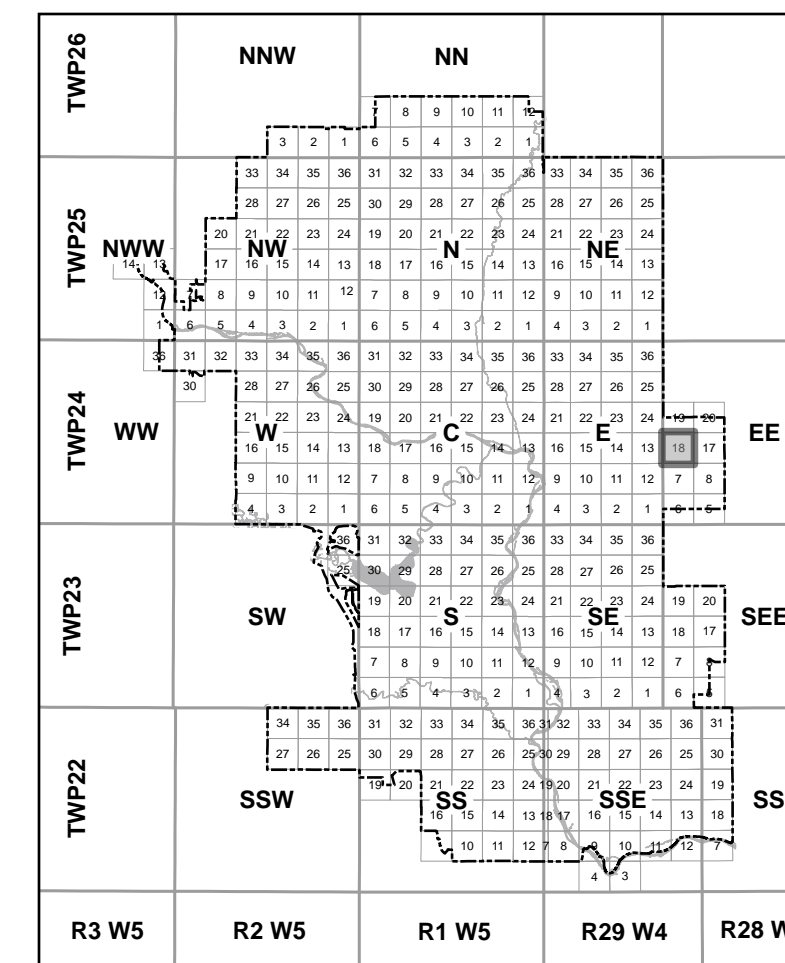 TWP26 NNW NN
7 8 9 10 11 12
3 2 1 6 5 4 3 2 1
33 34 35 36 31 32 33 34 35 36 33 34 35 36
28 27 26 25 30 29 28 27 26 25 28 27 26 25
20 21 22 23 24 19 20 21 22 23 24 21 22 23 24
TWP25 NWW NW N NE
14 13 17 16 15 14 13 18 17 16 15 14 13 16 15 14 13
12 7 8 9 10 11 12 7 8 9 10 11 12 9 10 11 12
1 6 5 4 3 2 1 6 5 4 3 2 1 4 3 2 1
36 31 32 33 34 35 36 31 32 33 34 35 36 33 34 35 36
30 28 27 26 25 30 29 28 27 26 25 28 27 26 25
21 22 23 24 19 20 21 22 23 24 21 22 23 24 19 20
TWP24 WW W C E EE
16 15 14 13 18 17 16 15 14 13 16 15 14 13 18 17
9 10 11 12 7 8 9 10 11 12 9 10 11 12 7 8
4 3 2 1 6 5 4 3 2 1 4 3 2 1 6 5
36 31 32 33 34 35 36 33 34 35 36
25 30 29 28 27 26 25 28 27 26 25
19 20 21 22 23 24 21 22 23 24 19 20
TWP23 SW S SE SEE
18 17 16 15 14 13 16 15 14 13 18 17
7 8 9 10 11 12 9 10 11 12 7 8
6 5 4 3 2 1 4 3 2 1 6
34 35 36 31 32 33 34 35 36 31 32 33 34 35 36 31
27 26 25 30 29 28 27 26 25 30 29 28 27 26 25 30
19 20 21 22 23 24 19 20 21 22 23 24 19
TWP22 SSW SS SSE SS
16 15 14 13 18 17 16 15 14 13 18
10 11 12 7 8 9 10 11 12 7
4 3
R3 W5 R2 W5 R1 W5 R29 W4 R28 W